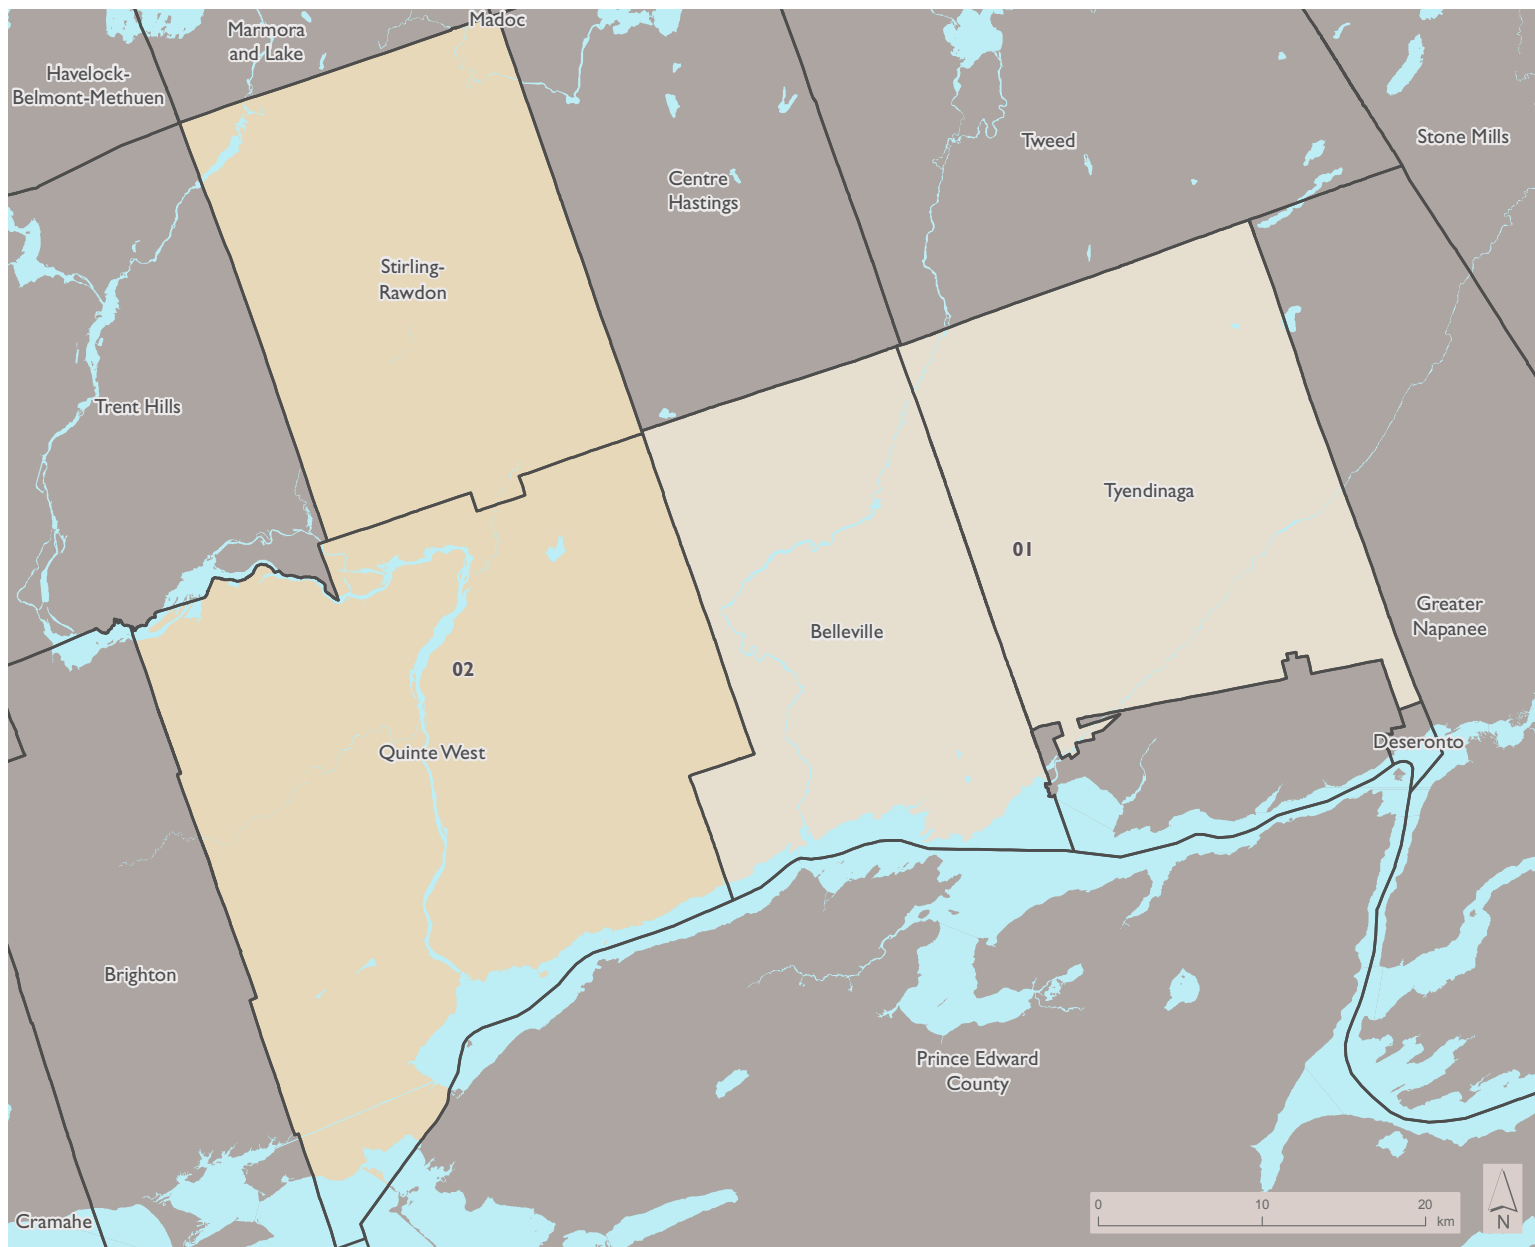 Madoc
Marmora
and Lake
Havelock-
Belmont-Methuen
Tweed
Stone Mills
Centre
Hastings
Stirling-
Rawdon
Trent Hills
Tyendinaga
01
Greater
Napanee
Belleville
02
Quinte West
Deseronto
Brighton
Prince Edward
County
Cramahe
0 10 20
km
N